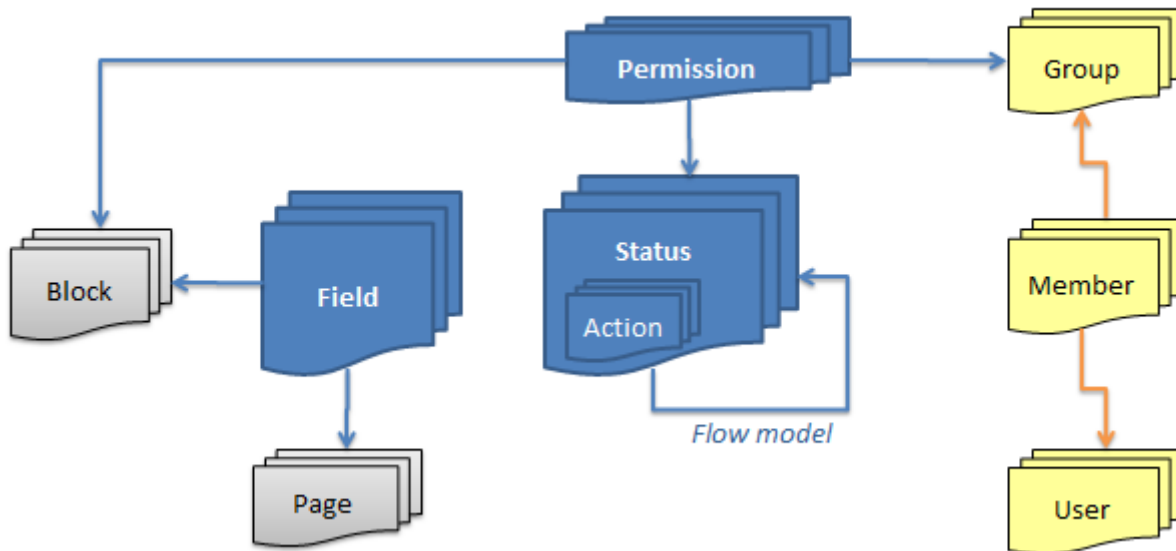 Permission
Group
Status
Block
Field
Action
Member
Flow model
Page
User